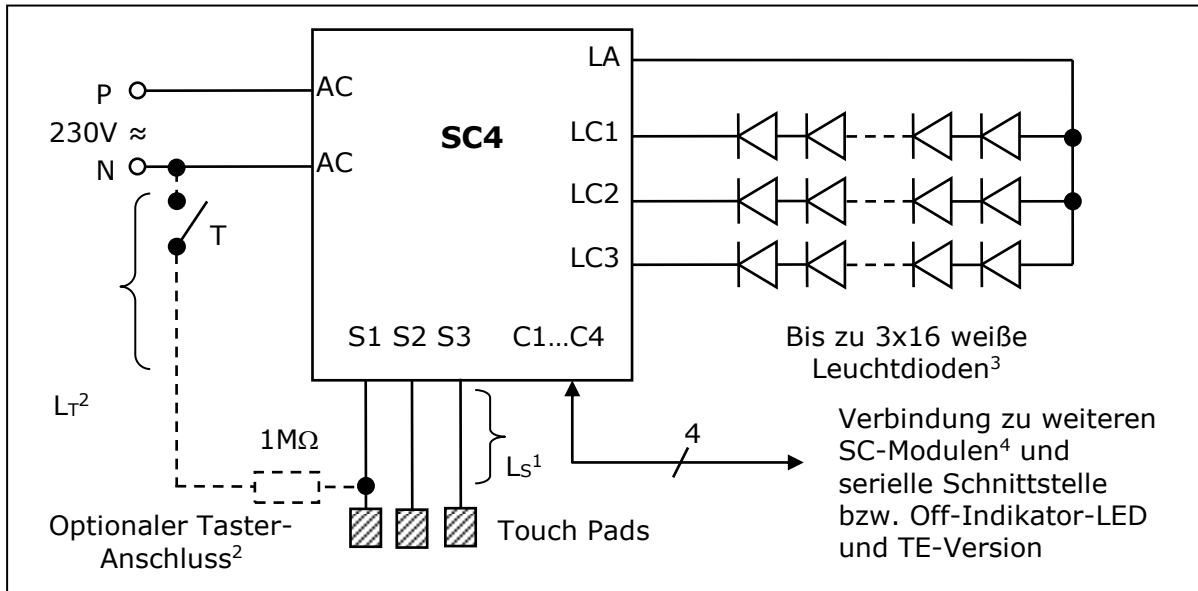 LA
P
AC
230V ≈
SC4
LC1
N
AC
LC2
T
LC3
S1 S2 S3 C1...C4
Bis zu 3x16 weiße
Leuchtdioden³
L_T²
1MΩ
L_S¹
4
Verbindung zu weiteren
SC-Modulen⁴ und
serielle Schnittstelle
bzw. Off-Indikator-LED
und TE-Version
Optionaler Taster-
Anschluss²
Touch Pads